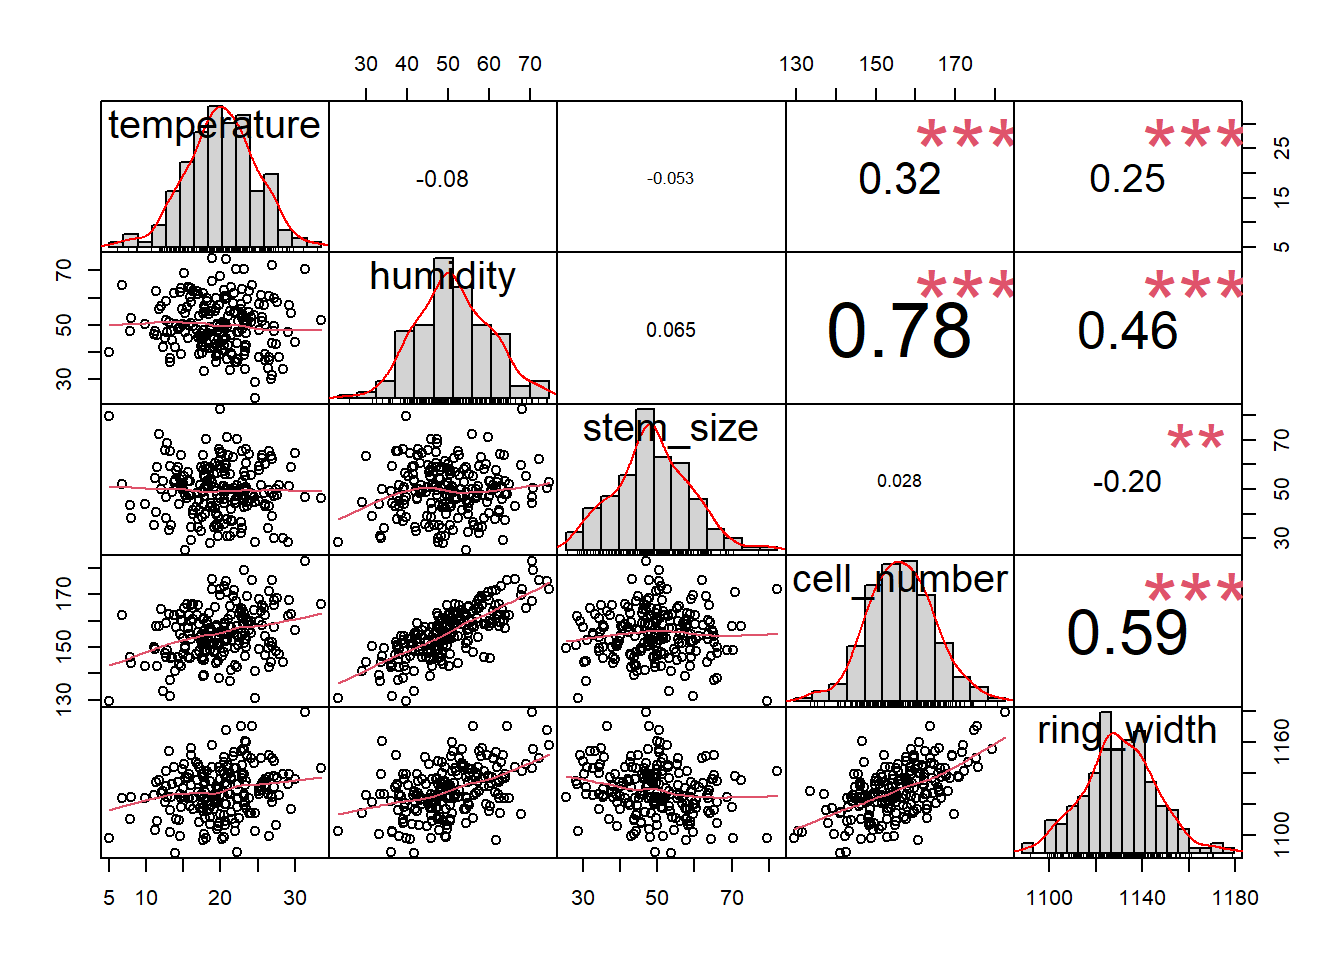 30 40 50 60 70 130 150 170
temperature -0.08 -0.053 0.32 *** 0.25 *** 5 15 25
30 50 70 humidity 0.065 0.78 *** 0.46 ***
stem_size 0.028 -0.20 ** 30 50 70
130 150 170 cell_number 0.59 ***
ring_width 1100 1160
5 10 20 30 50 70 1100 1140 1180
30